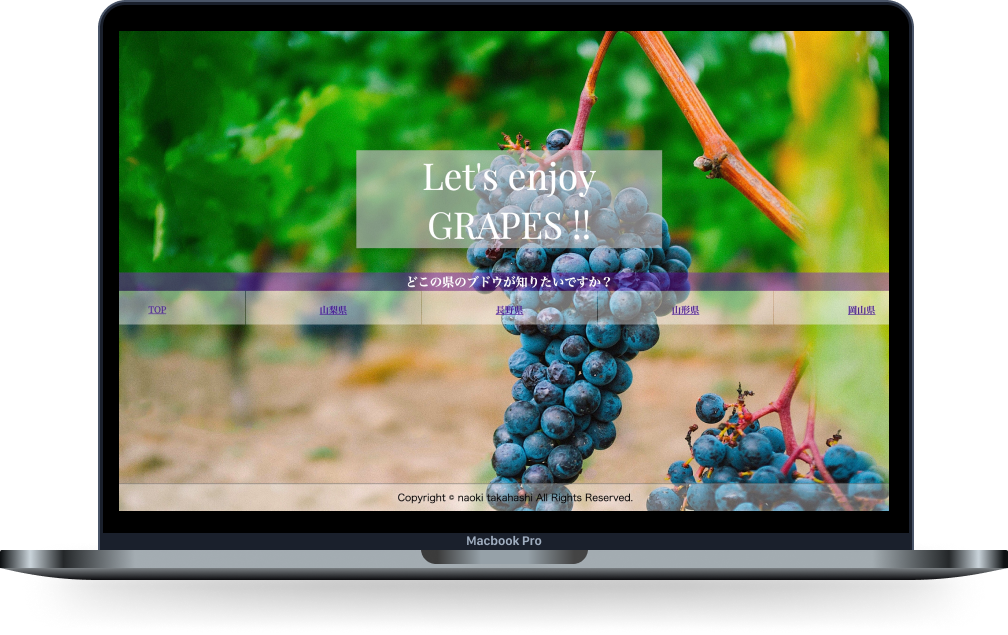 Let's enjoy
GRAPES !!
どこの県のブドウが知りたいですか？
TOP 山梨県 長野県 山形県 岡山県
Copyright © naoki takahashi All Rights Reserved.
Macbook Pro